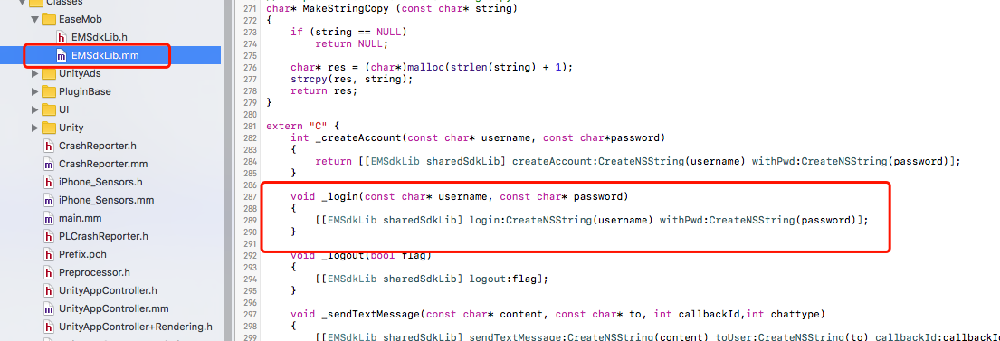 Classes
EaseMob
h EMSdkLib.h
m EMSdkLib.mm
UnityAds
PluginBase
UI
Unity
h CrashReporter.h
m CrashReporter.mm
h iPhone_Sensors.h
m iPhone_Sensors.mm
m main.mm
h PLCrashReporter.h
h Prefix.pch
h Preprocessor.h
h UnityAppController.h
m UnityAppController.mm
h UnityAppController+Rendering.h
271 char* MakeStringCopy (const char* string)
272 {
273 if (string == NULL)
274 return NULL;
275
276 char* res = (char*)malloc(strlen(string) + 1);
277 strcpy(res, string);
278 return res;
279 }
280
281 extern "C" {
282 int _createAccount(const char* username, const char*password)
283 {
284 return [[EMSdkLib sharedSdkLib] createAccount:CreateNSString(username) withPwd:CreateNSString(password)];
285 }
286
287 void _login(const char* username, const char* password)
288 {
289 [[EMSdkLib sharedSdkLib] login:CreateNSString(username) withPwd:CreateNSString(password)];
290 }
291
292 void _logout(bool flag)
293 {
294 [[EMSdkLib sharedSdkLib] logout:flag];
295 }
296
297 void _sendTextMessage(const char* content, const char* to, int callbackId,int chattype)
298 {
299 [[EMSdkLib sharedSdkLib] sendTextMessage:CreateNSString(content) toUser:CreateNSString(to) callbackId:callbackI